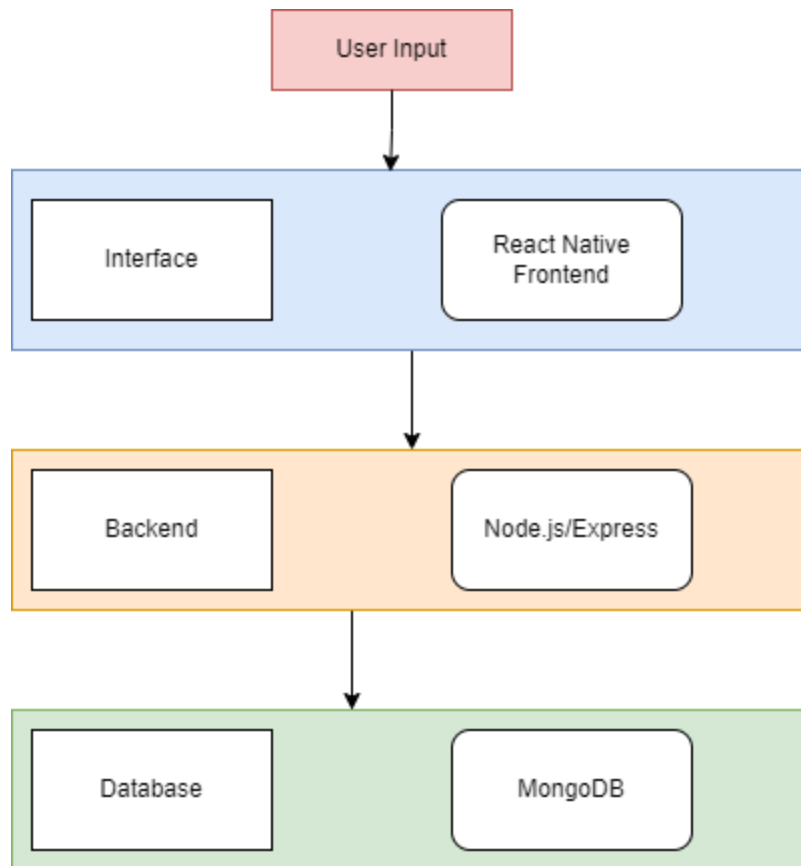 User Input
Interface
React Native
Frontend
Backend
Node.js/Express
Database
MongoDB